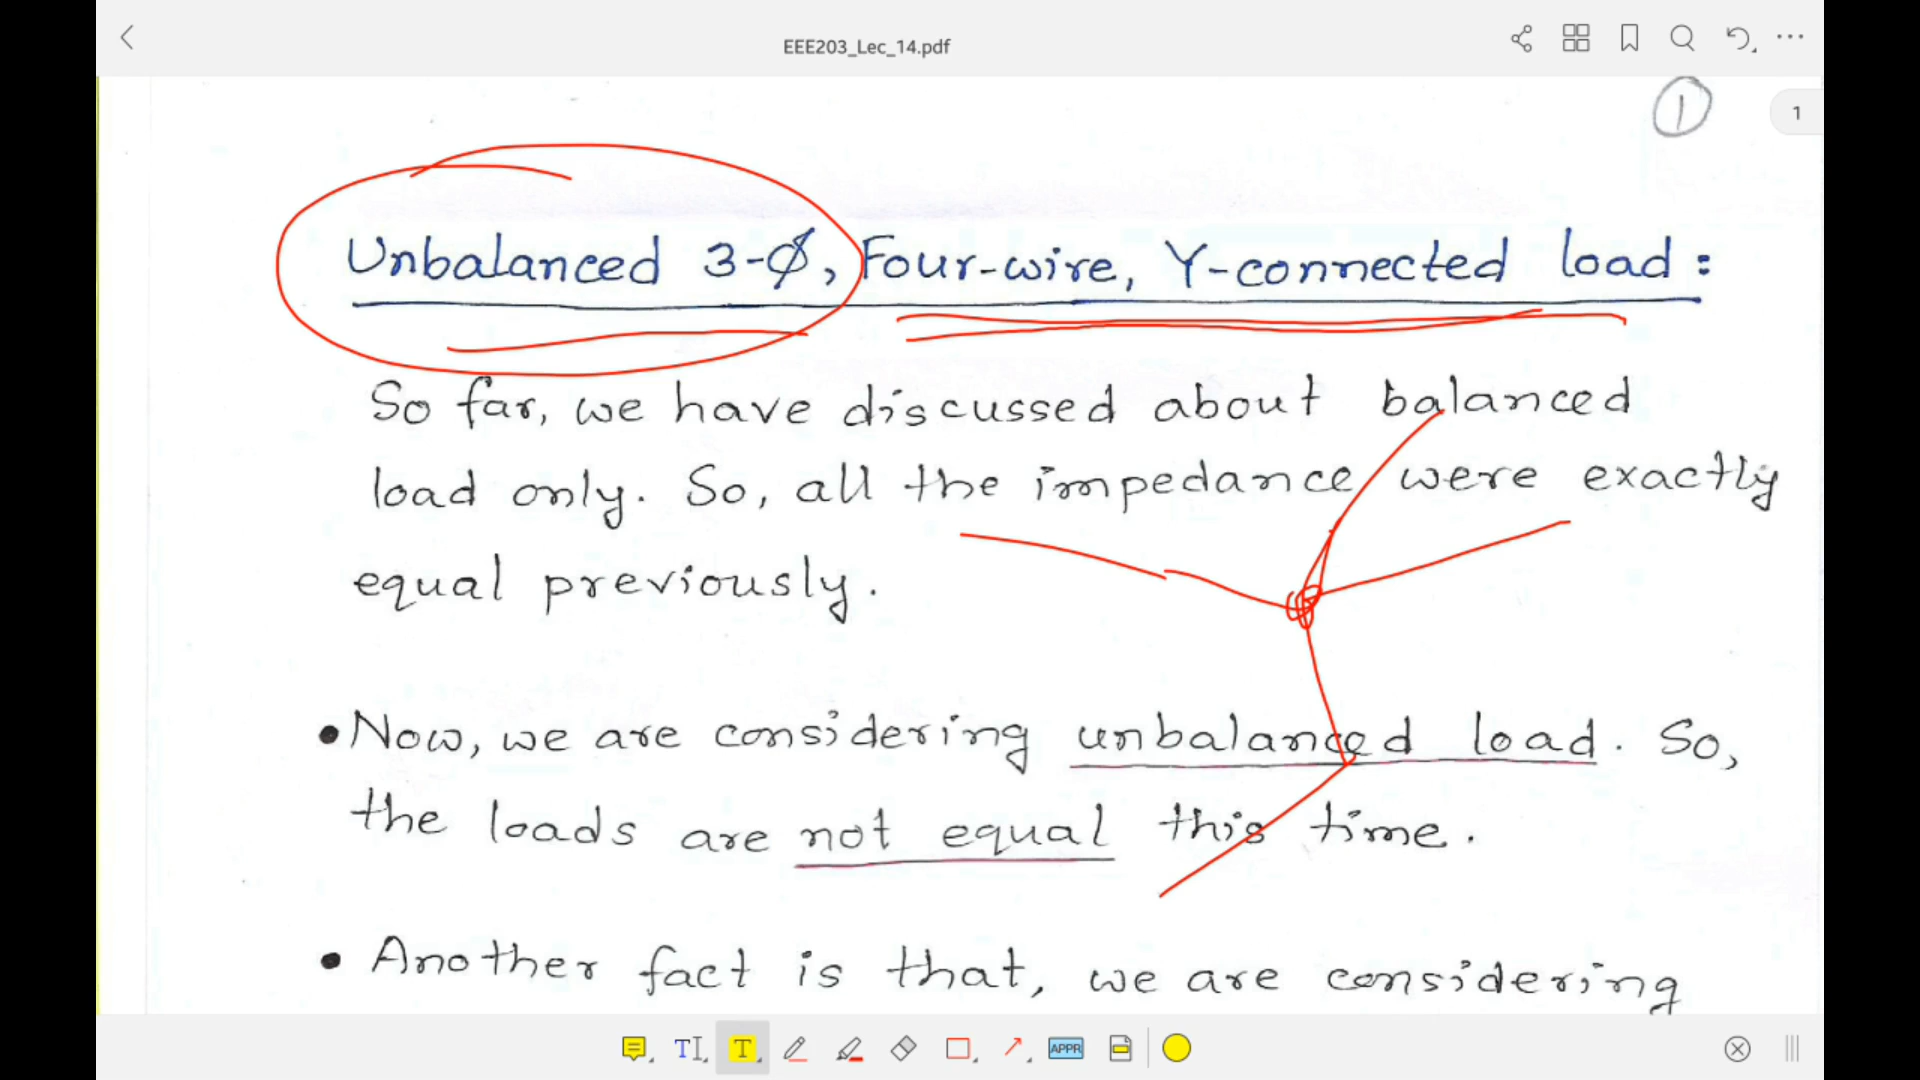 EEE203_Lec_14.pdf
1
1
Unbalanced 3-Ø, Four-wire, Y-connected load:
So far, we have discussed about balanced
load only. So, all the impedance were exactly
equal previously.
• Now, we are considering unbalanced load. So,
the loads are not equal this time.
• Another fact is that, we are considering
T
T
APPR